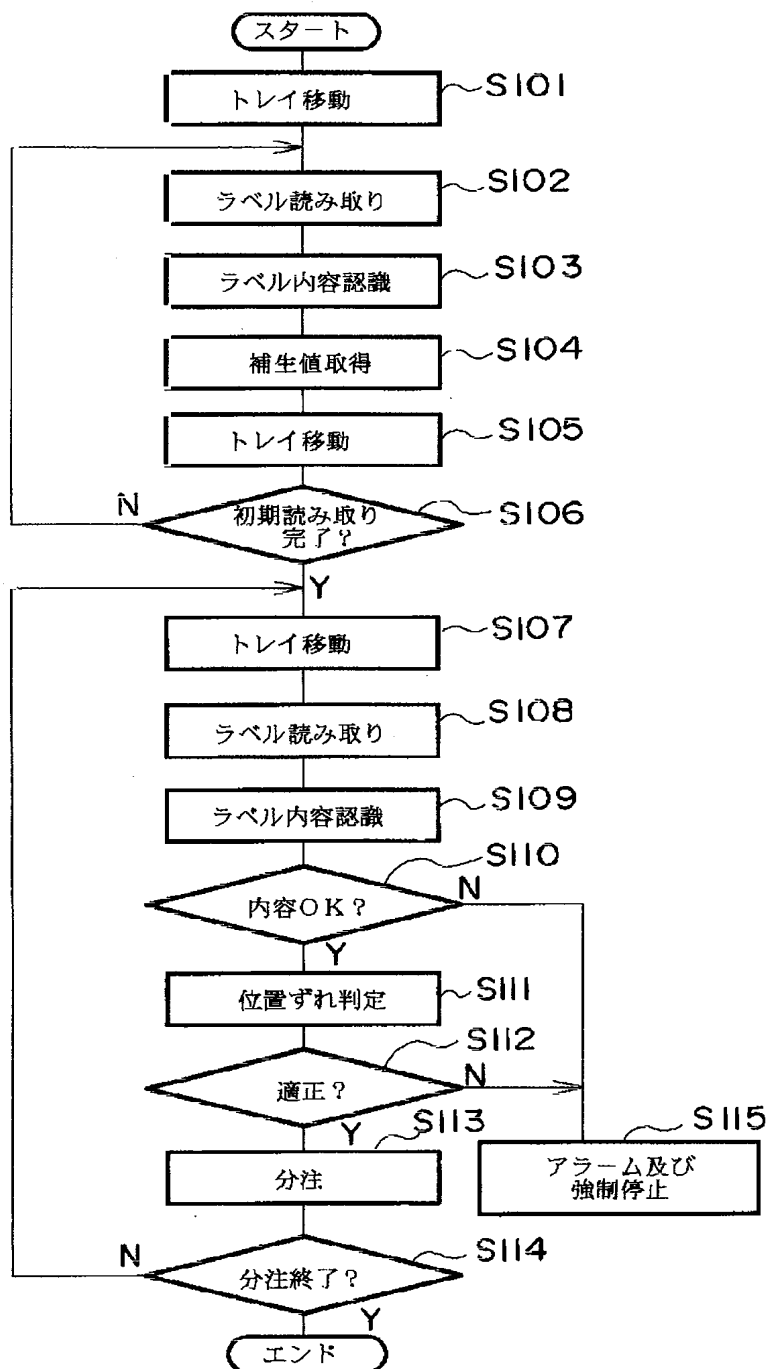 スタート
トレイ移動
S101
ラベル読み取り
S102
ラベル内容認識
S103
補生値取得
S104
トレイ移動
S105
N
初期読み取り
完了?
S106
Y
トレイ移動
S107
ラベル読み取り
S108
ラベル内容認識
S109
S110
内容OK?
N
Y
位置ずれ判定
S111
S112
適正?
N
Y
S113
分注
S115
アラーム及び
強制停止
N
分注終了?
S114
Y
エンド